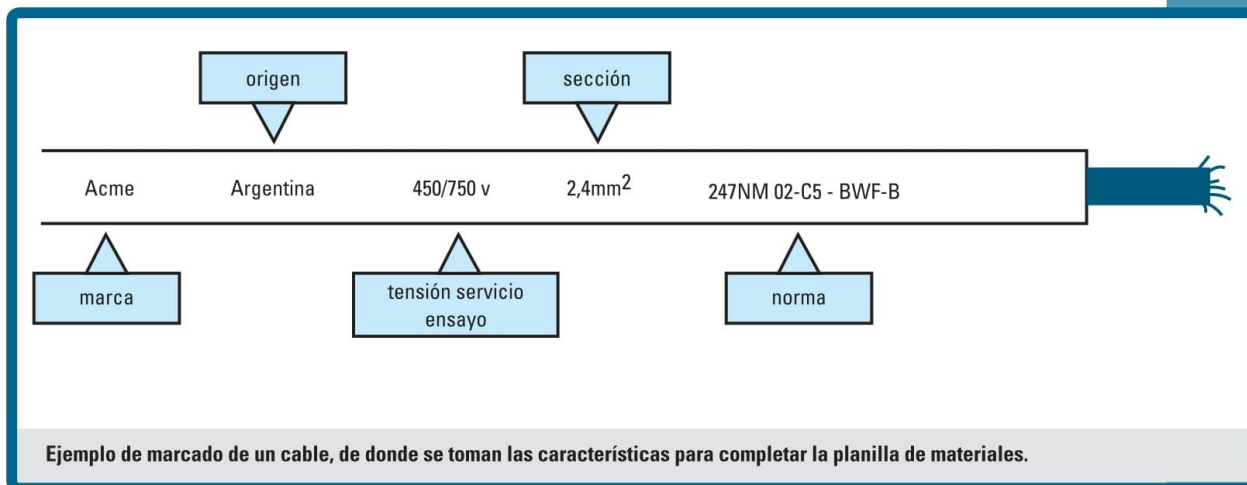 origen
sección
Acme Argentina 450/750 v 2,4mm² 247NM 02-C5 - BWF-B
marca
tensión servicio
ensayo
norma
Ejemplo de marcado de un cable, de donde se toman las características para completar la planilla de materiales.